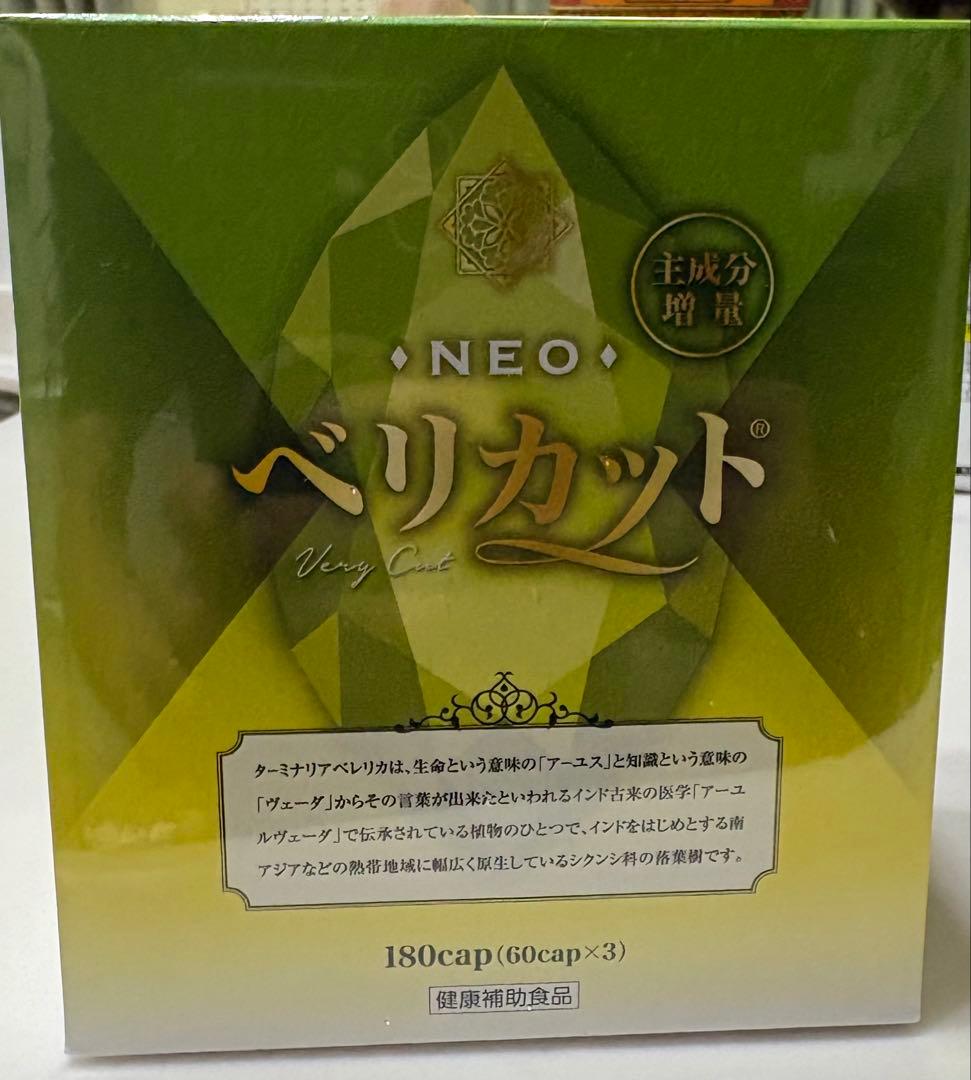 主成分
増量
NEO
ベリカット®
Very Cut
ターミナリアベレリカは、生命という意味の「アーユス」と知識という意味の
「ヴェーダ」からその言葉が出来たといわれるインド古来の医学「アーユ
ルヴェーダ」で伝承されている植物のひとつで、インドをはじめとする南
アジアなどの熱帯地域に幅広く原生しているシクンシ科の落葉樹です。
180cap(60cap×3)
健康補助食品